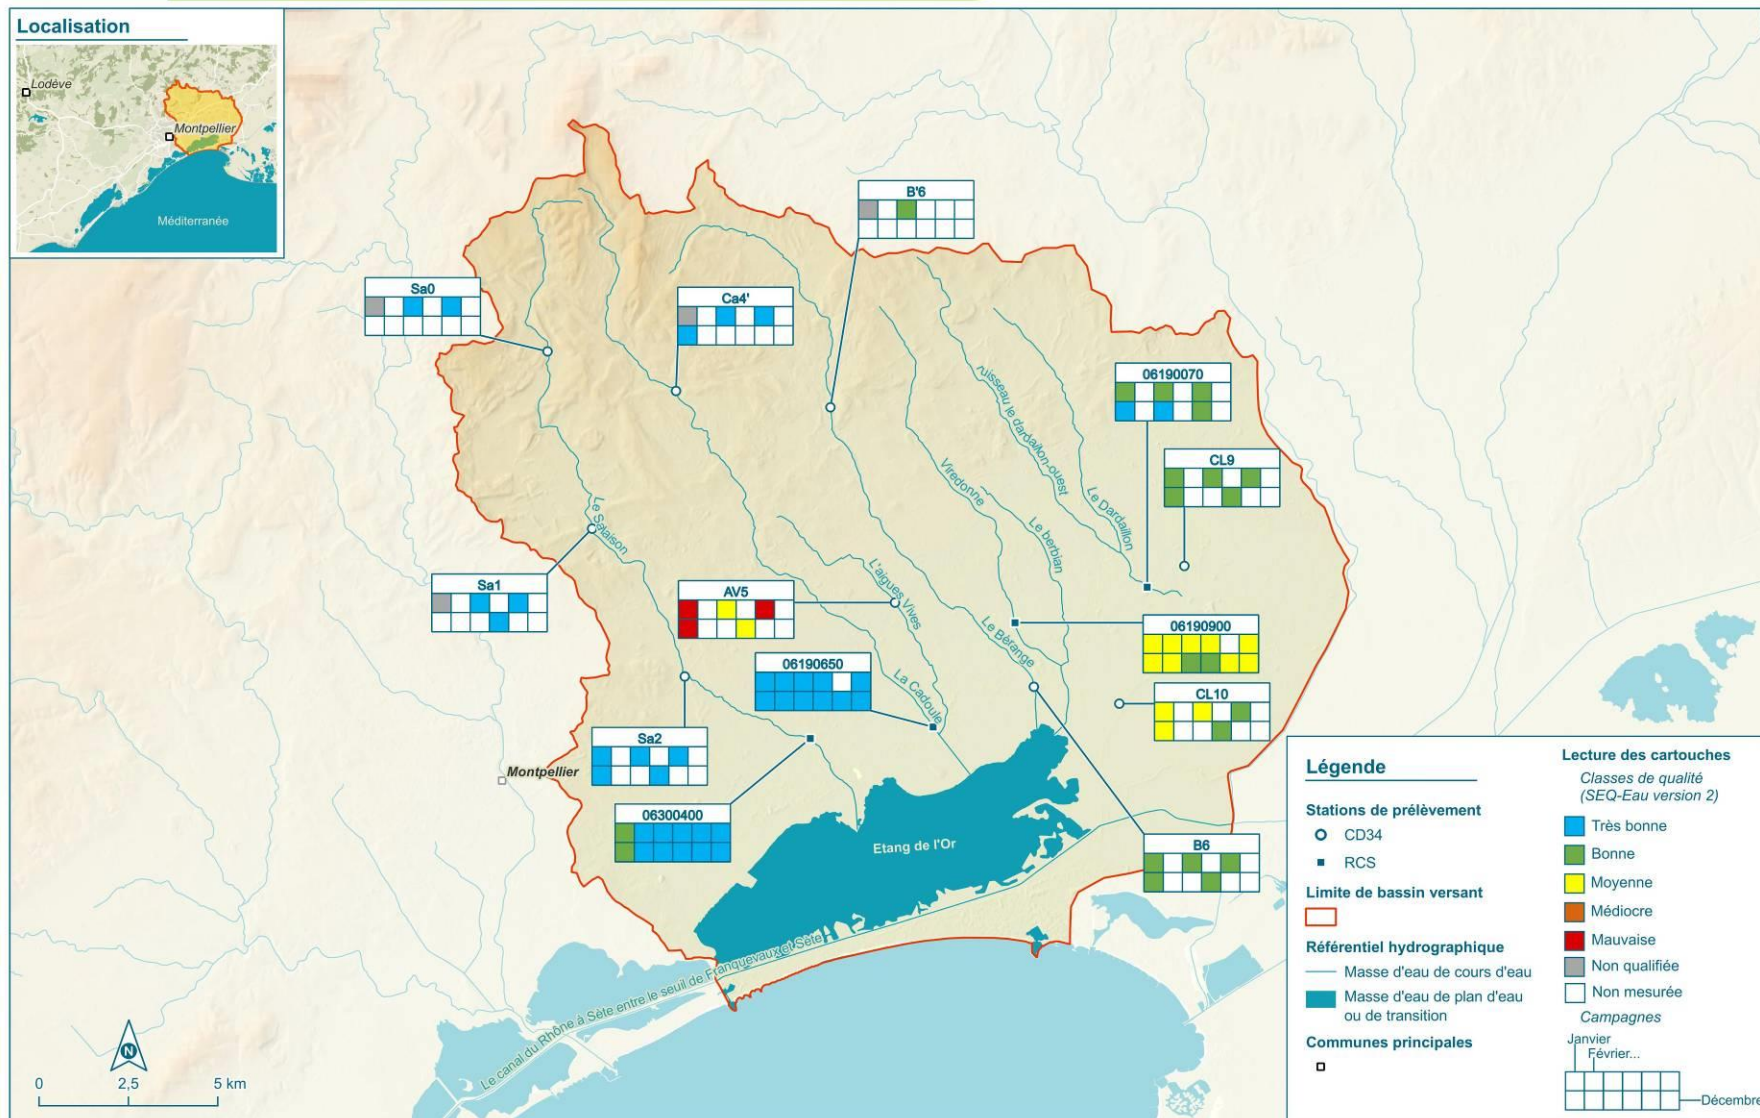 Localisation
Lodève
Montpellier
Méditerranée
B'6
Sa0
Ca4'
06190070
CL9
uisseau le dardaillon-ouest
Viredonne
Le Dardaillon
Le berbian
Le Salaison
L'aigues Vives
Sa1
AV5
Le Bérange
06190900
06190650
La Cadoule
CL10
Sa2
Montpellier
06300400
Etang de l'Or
B6
Le canal du Rhône à Sète entre le seuil de Franquevaux et Sète
N
0 2,5 5 km
Légende
Stations de prélèvement
CD34
RCS
Limite de bassin versant
Référentiel hydrographique
Masse d'eau de cours d'eau
Masse d'eau de plan d'eau
ou de transition
Communes principales
Lecture des cartouches
Classes de qualité
(SEQ-Eau version 2)
Très bonne
Bonne
Moyenne
Médiocre
Mauvaise
Non qualifiée
Non mesurée
Campagnes
Janvier
Février...
Décembre